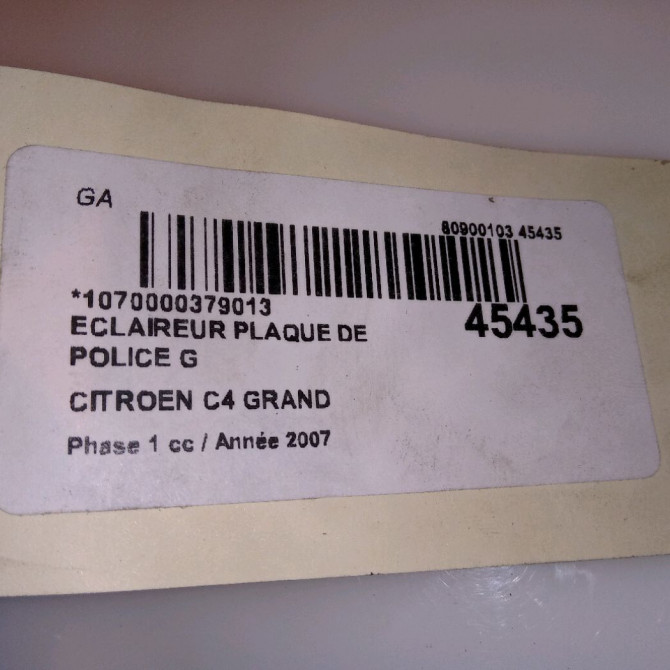 GA
80900103 45435
*1070000379013
45435
ECLAIREUR PLAQUE DE
POLICE G
CITROEN C4 GRAND
Phase 1 cc / Année 2007